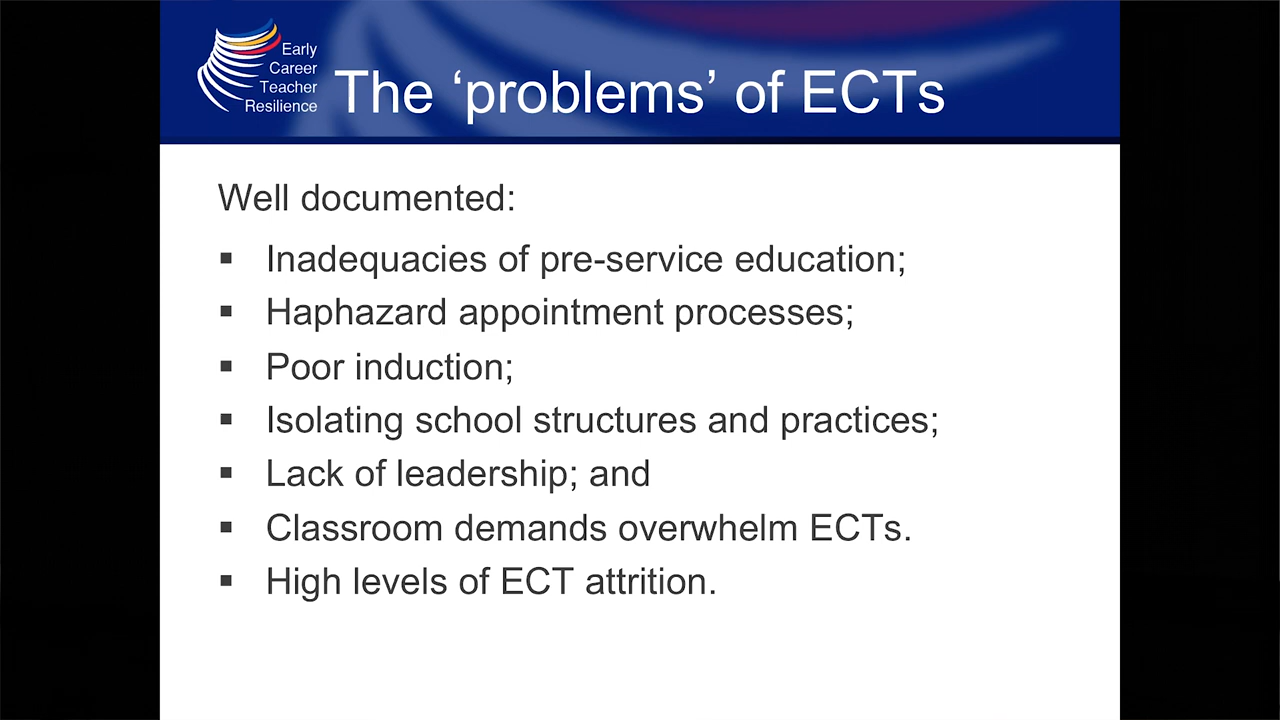 Early
Career
Teacher
Resilience
The ‘problems’ of ECTs
Well documented:
▪ Inadequacies of pre-service education;
▪ Haphazard appointment processes;
▪ Poor induction;
▪ Isolating school structures and practices;
▪ Lack of leadership; and
▪ Classroom demands overwhelm ECTs.
▪ High levels of ECT attrition.